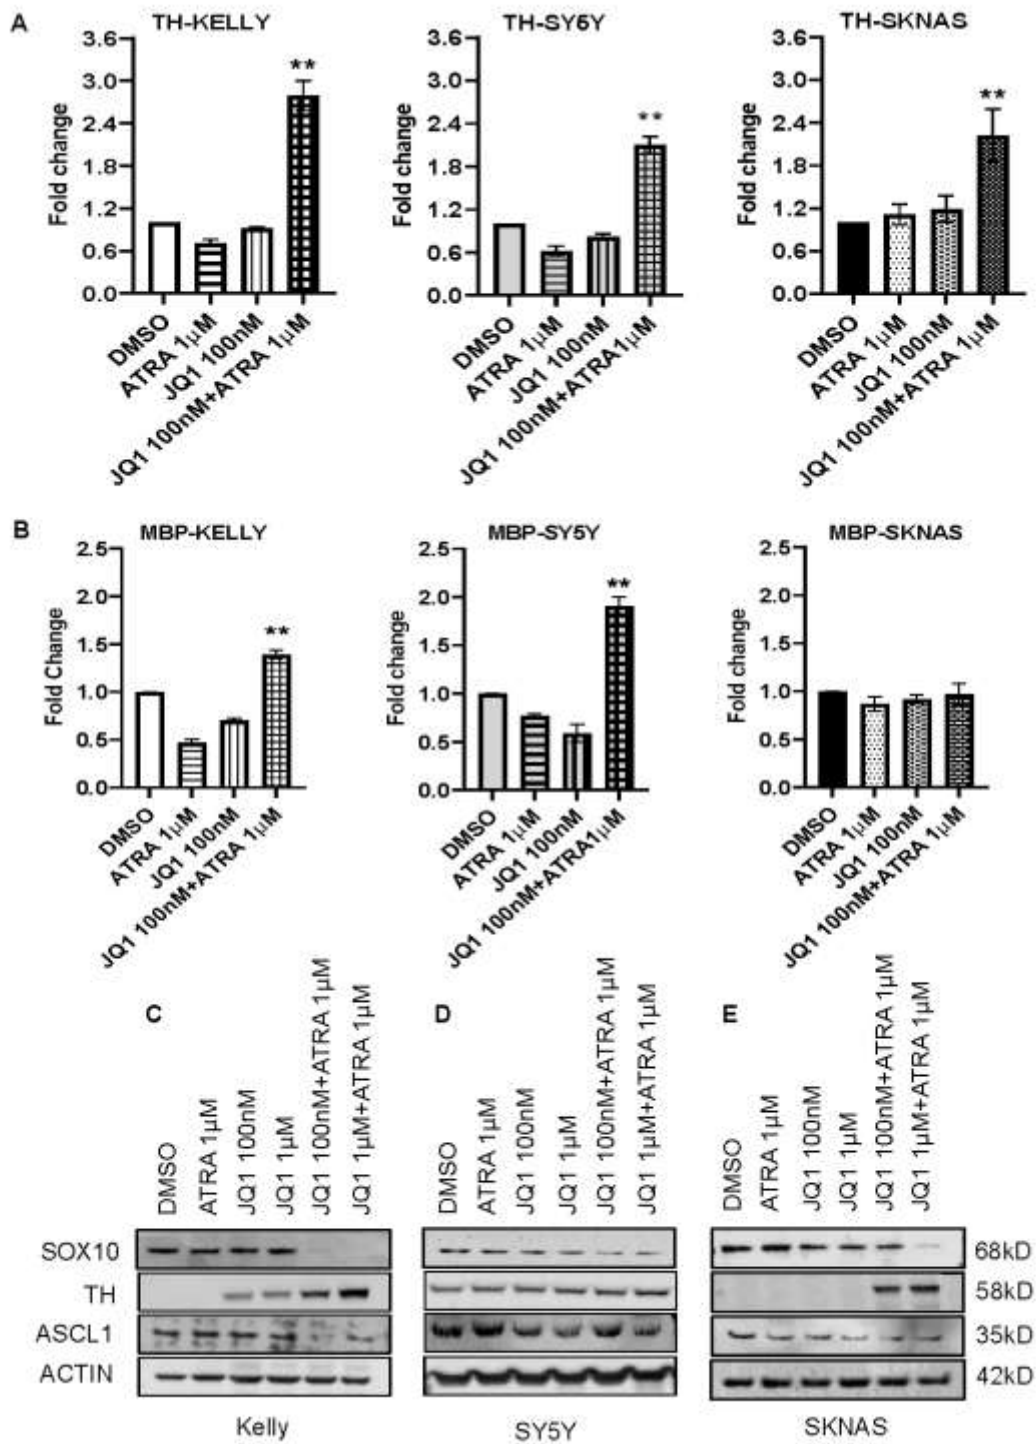 A
TH-KELLY
TH-SY5Y
TH-SKNAS
Fold change
3.6
3.0
2.4
1.8
1.2
0.6
0.0
**
DMSO
ATRA 1μM
JQ1 100nM
JQ1 100nM+ATRA 1μM
Fold change
3.6
3.0
2.4
1.8
1.2
0.6
0.0
**
DMSO
ATRA 1μM
JQ1 100nM
JQ1 100nM+ATRA1μM
Fold change
3.6
3.0
2.4
1.8
1.2
0.6
0.0
**
DMSO
ATRA 1μM
JQ1 100nM
JQ1 100nM+ATRA 1μM
B
MBP-KELLY
MBP-SY5Y
MBP-SKNAS
Fold Change
2.5
2.0
1.5
1.0
0.5
0.0
**
DMSO
ATRA 1μM
JQ1 100nM
JQ1 100nM+ATRA 1μM
Fold change
2.5
2.0
1.5
1.0
0.5
0.0
**
DMSO
ATRA 1μM
JQ1 100nM
JQ1 100nM+ATRA1μM
Fold change
2.5
2.0
1.5
1.0
0.5
0.0
DMSO
ATRA 1μM
JQ1 100nM
JQ1 100nM+ATRA 1μM
C
DMSO
ATRA 1μM
JQ1 100nM
JQ1 1μM
JQ1 100nM+ATRA 1μM
JQ1 1μM+ATRA 1μM
D
DMSO
ATRA 1μM
JQ1 100nM
JQ1 1μM
JQ1 100nM+ATRA 1μM
JQ1 1μM+ATRA 1μM
E
DMSO
ATRA 1μM
JQ1 100nM
JQ1 1μM
JQ1 100nM+ATRA 1μM
JQ1 1μM+ATRA 1μM
SOX10
68kD
TH
58kD
ASCL1
35kD
ACTIN
42kD
Kelly
SY5Y
SKNAS